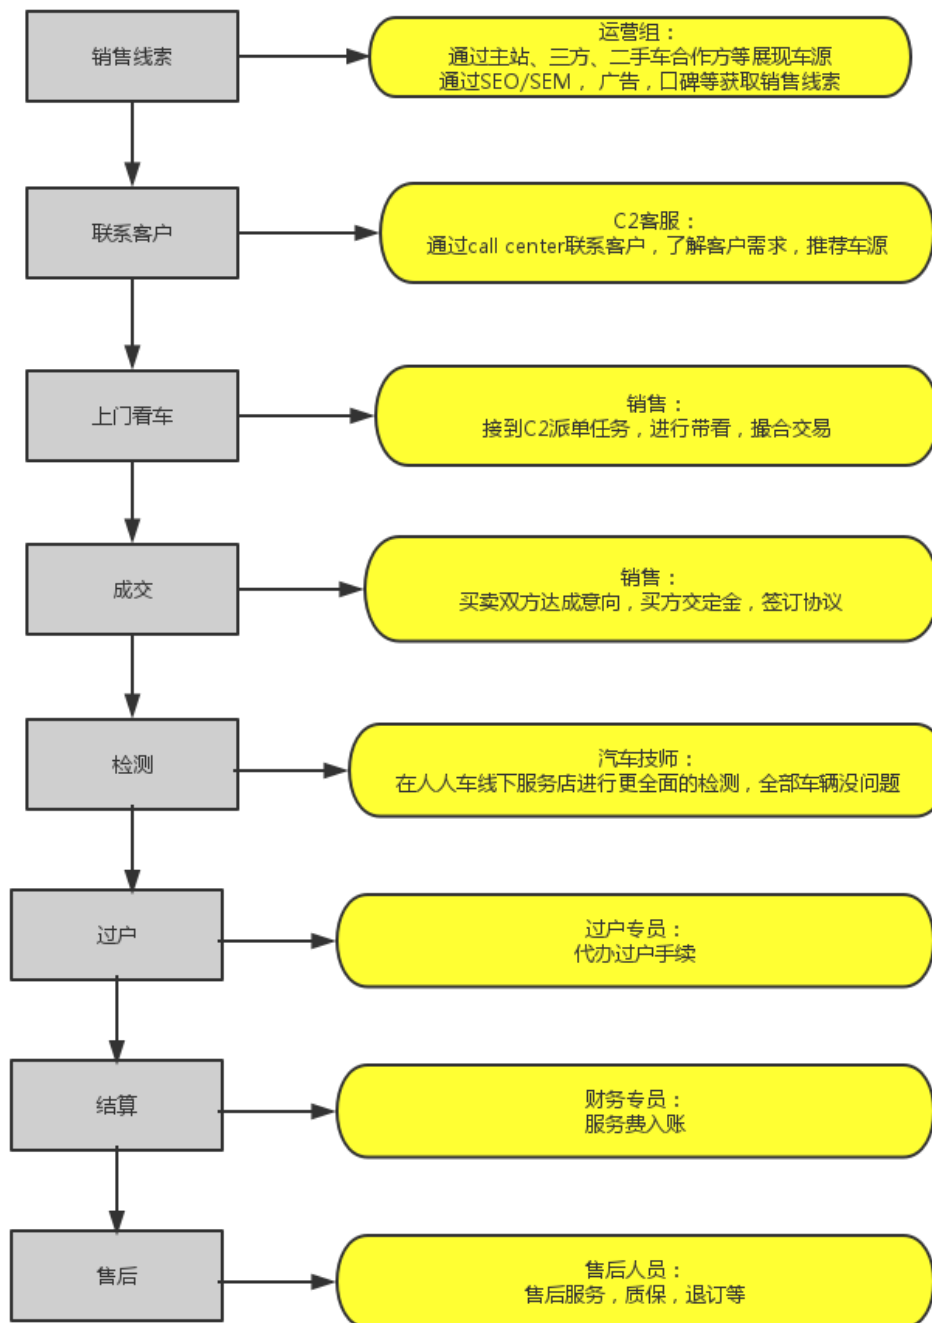 销售线索
运营组：
通过主站、三方、二手车合作方等展现车源
通过SEO/SEM， 广告，口碑等获取销售线索
联系客户
C2客服：
通过call center联系客户，了解客户需求，推荐车源
上门看车
销售：
接到C2派单任务，进行带看，撮合交易
成交
销售：
买卖双方达成意向，买方交定金，签订协议
检测
汽车技师：
在人人车线下服务店进行更全面的检测，全部车辆没问题
过户
过户专员：
代办过户手续
结算
财务专员：
服务费入账
售后
售后人员：
售后服务，质保，退订等